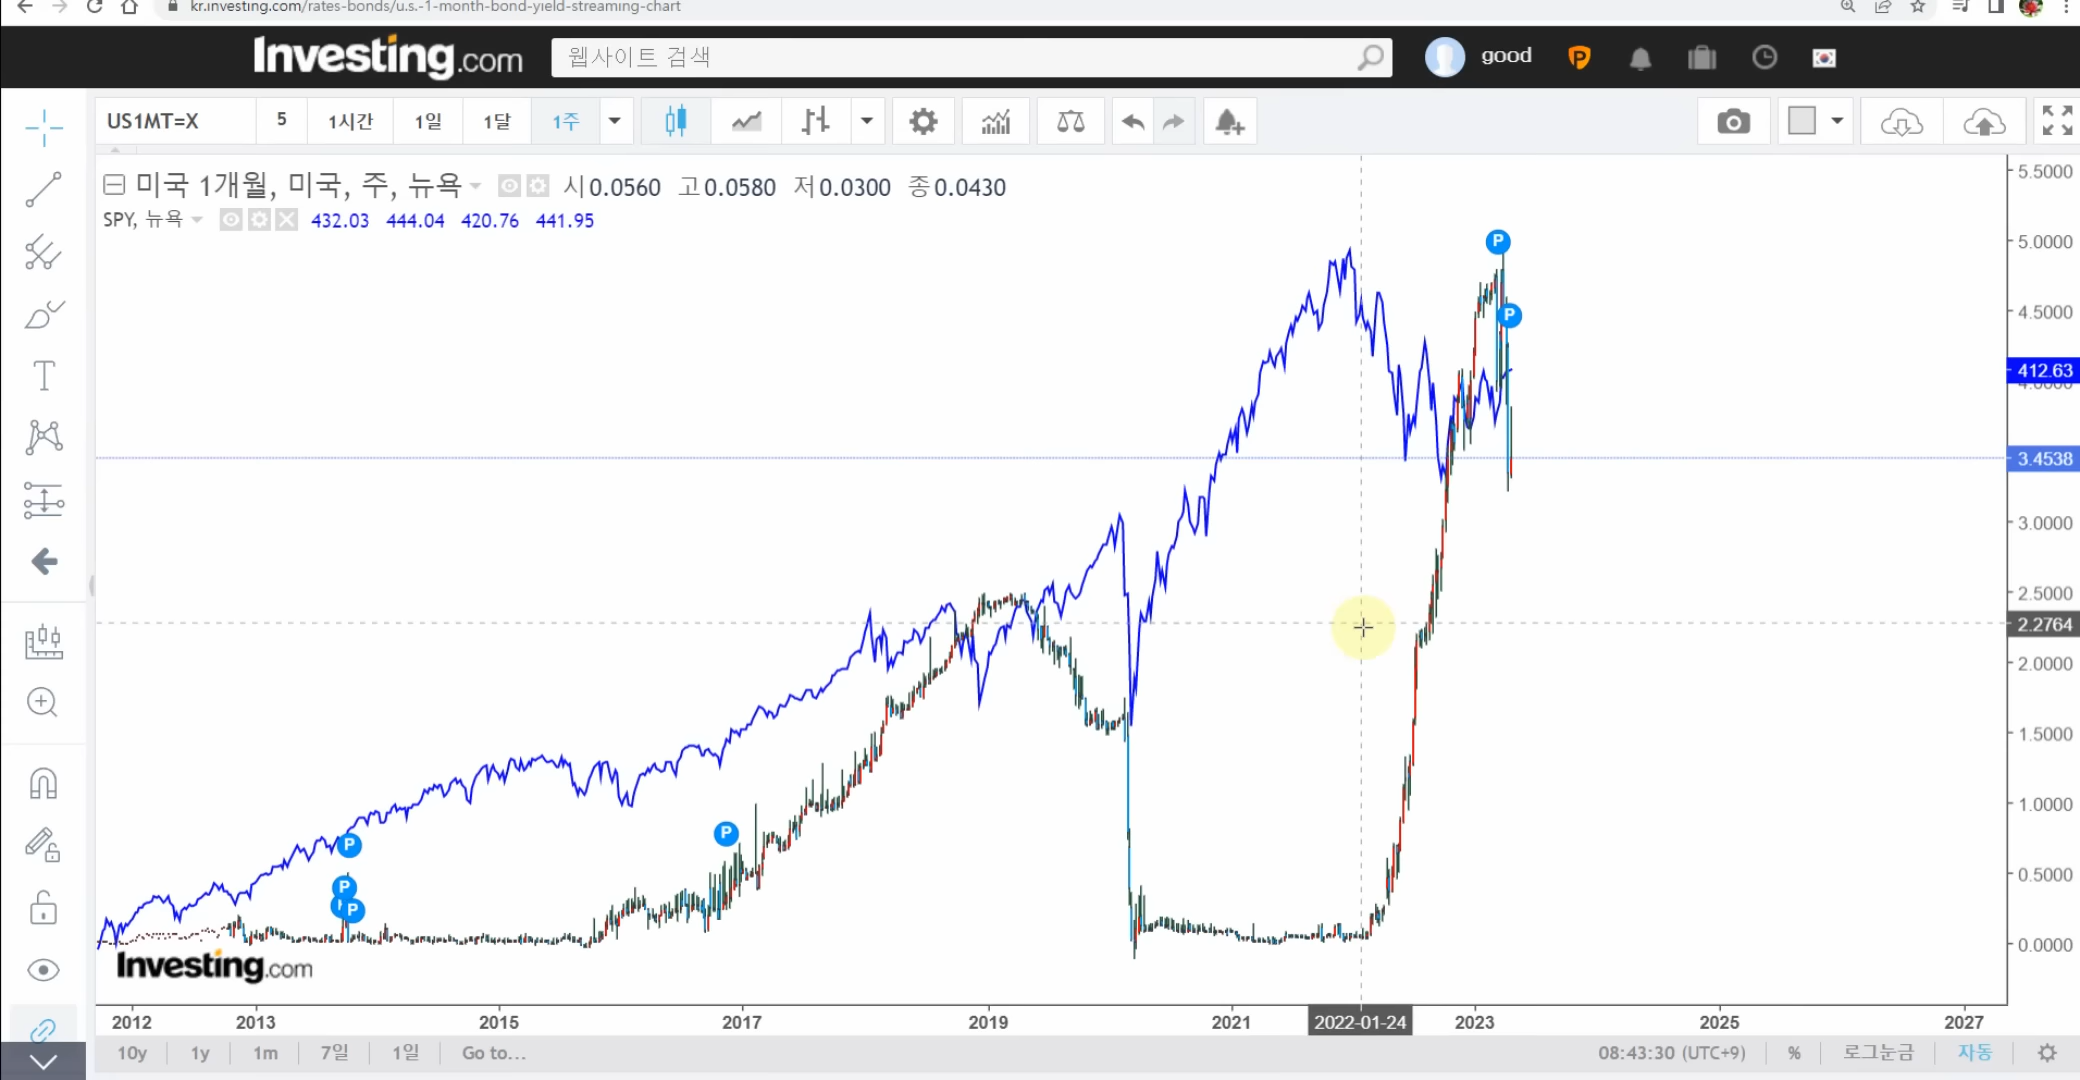 kr.investing.com/rates-bonds/u.s.-1-month-bond-yield-streaming-chart
Investing.com
웹사이트 검색
good
US1MT=X 5 1시간 1일 1달 1주
미국 1개월, 미국, 주, 뉴욕 시0.0560 고0.0580 저0.0300 종0.0430
SPY, 뉴욕 432.03 444.04 420.76 441.95
5.5000
P
5.0000
P
4.5000
412.63
4.0000
3.4538
3.0000
2.5000
2.2764
2.0000
1.5000
P
1.0000
P
P
0.5000
P
0.0000
Investing.com
2012 2013 2015 2017 2019 2021 2022-01-24 2023 2025 2027
10y 1y 1m 7일 1일 Go to... 08:43:30 (UTC+9) % 로그눈금 자동